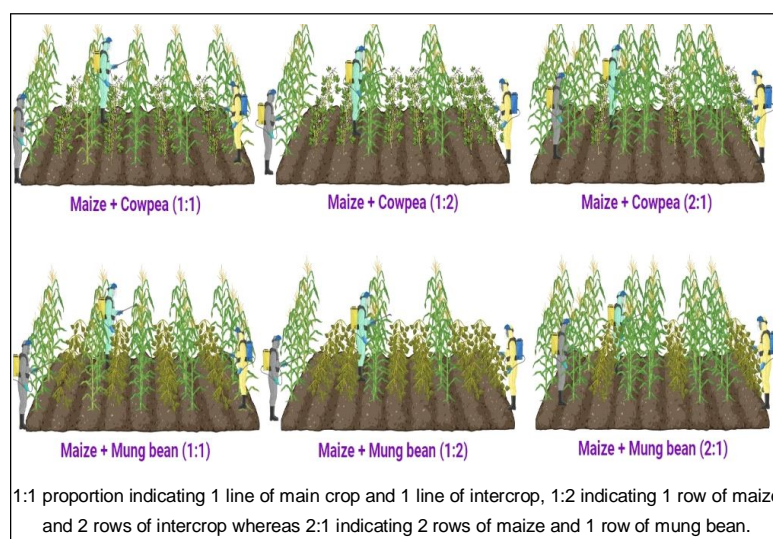 Maize + Cowpea (1:1)
Maize + Cowpea (1:2)
Maize + Cowpea (2:1)
Maize + Mung bean (1:1)
Maize + Mung bean (1:2)
Maize + Mung bean (2:1)
1:1 proportion indicating 1 line of main crop and 1 line of intercrop, 1:2 indicating 1 row of maize
and 2 rows of intercrop whereas 2:1 indicating 2 rows of maize and 1 row of mung bean.